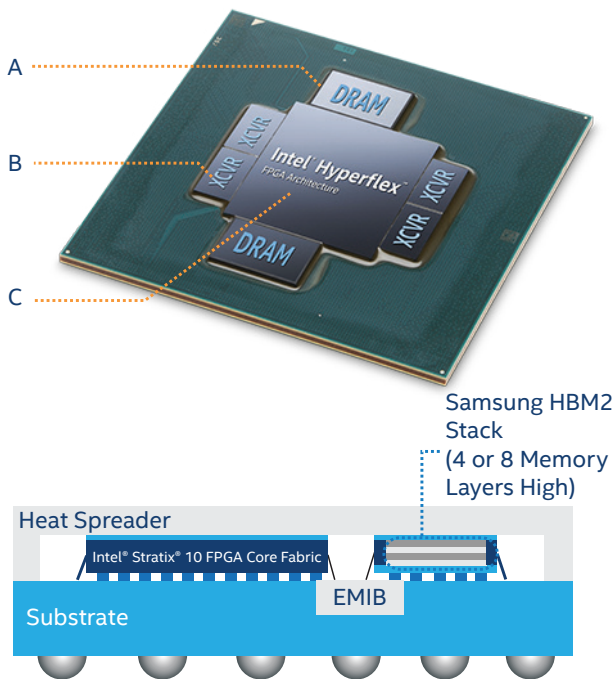 A
DRAM
XCVR
B
XCVR
Intel® Hyperflex™
FPGA Architecture
XCVR
XCVR
DRAM
C
Samsung HBM2
Stack
(4 or 8 Memory
Layers High)
Heat Spreader
Intel® Stratix® 10 FPGA Core Fabric
EMIB
Substrate